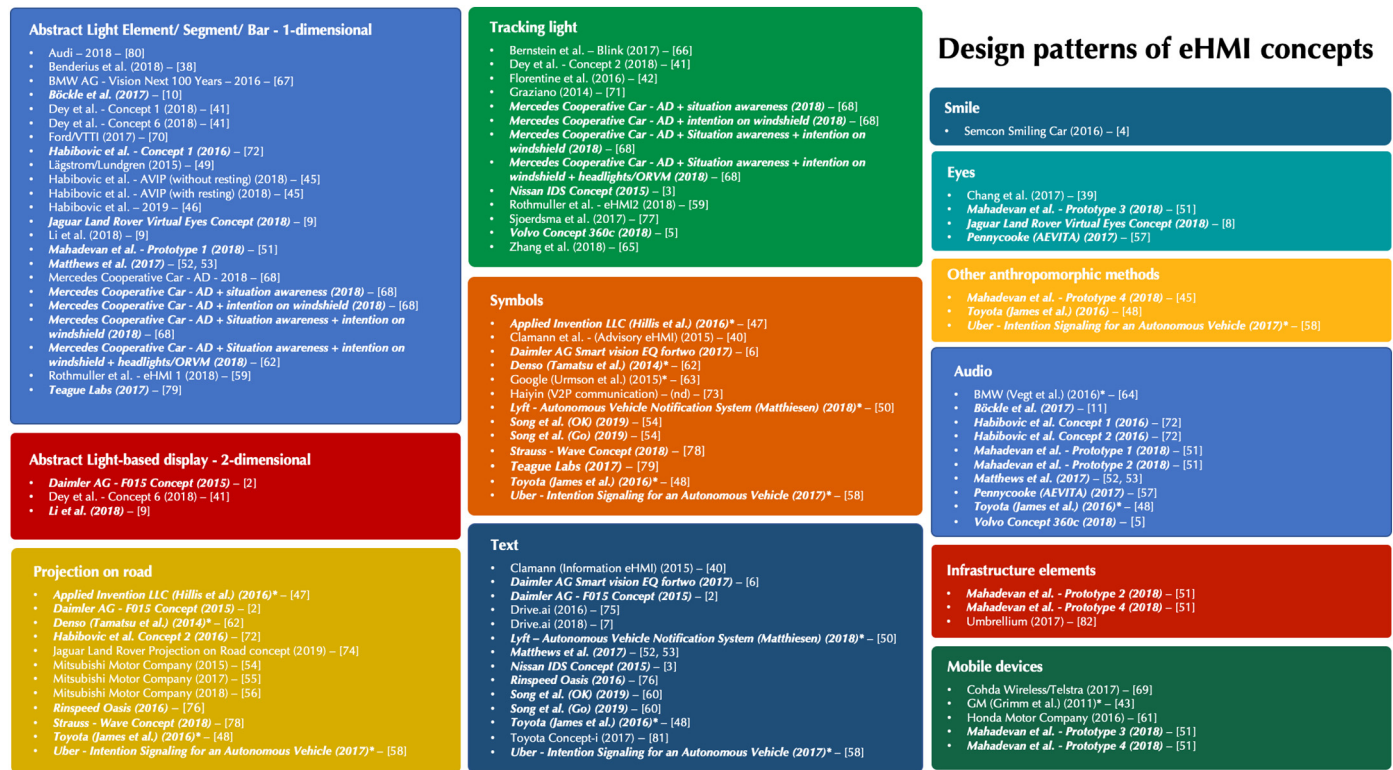 Design patterns of eHMI concepts
Abstract Light Element/ Segment/ Bar - 1-dimensional
• Audi – 2018 – [80]
• Benderius et al. (2018) – [38]
• BMW AG - Vision Next 100 Years – 2016 – [67]
• Böckle et al. (2017) – [10]
• Dey et al. - Concept 1 (2018) – [41]
• Dey et al. - Concept 6 (2018) – [41]
• Ford/VTTI (2017) – [70]
• Habibovic et al. - Concept 1 (2016) – [72]
• Lägstrom/Lundgren (2015) – [49]
• Habibovic et al. - AVIP (without resting) (2018) – [45]
• Habibovic et al. - AVIP (with resting) (2018) – [45]
• Habibovic et al. – 2019 – [46]
• Jaguar Land Rover Virtual Eyes Concept (2018) – [9]
• Li et al. (2018) – [9]
• Mahadevan et al. - Prototype 1 (2018) – [51]
• Matthews et al. (2017) – [52, 53]
• Mercedes Cooperative Car - AD - 2018 – [68]
• Mercedes Cooperative Car - AD + situation awareness (2018) – [68]
• Mercedes Cooperative Car - AD + intention on windshield (2018) – [68]
• Mercedes Cooperative Car - AD + Situation awareness + intention on
windshield (2018) – [68]
• Mercedes Cooperative Car - AD + Situation awareness + intention on
windshield + headlights/ORVM (2018) – [62]
• Rothmuller et al. - eHMI 1 (2018) – [59]
• Teague Labs (2017) – [79]
Abstract Light-based display - 2-dimensional
• Daimler AG - F015 Concept (2015) – [2]
• Dey et al. - Concept 6 (2018) – [41]
• Li et al. (2018) – [9]
Projection on road
• Applied Invention LLC (Hillis et al.) (2016)* – [47]
• Daimler AG - F015 Concept (2015) – [2]
• Denso (Tamatsu et al.) (2014)* – [62]
• Habibovic et al. Concept 2 (2016) – [72]
• Jaguar Land Rover Projection on Road concept (2019) – [74]
• Mitsubishi Motor Company (2015) – [54]
• Mitsubishi Motor Company (2017) – [55]
• Mitsubishi Motor Company (2018) – [56]
• Rinspeed Oasis (2016) – [76]
• Strauss - Wave Concept (2018) – [78]
• Toyota (James et al.) (2016)* – [48]
• Uber - Intention Signaling for an Autonomous Vehicle (2017)* – [58]
Tracking light
• Bernstein et al. – Blink (2017) – [66]
• Dey et al. - Concept 2 (2018) – [41]
• Florentine et al. (2016) – [42]
• Graziano (2014) – [71]
• Mercedes Cooperative Car - AD + situation awareness (2018) – [68]
• Mercedes Cooperative Car - AD + intention on windshield (2018) – [68]
• Mercedes Cooperative Car - AD + Situation awareness + intention on
windshield (2018) – [68]
• Mercedes Cooperative Car - AD + Situation awareness + intention on
windshield + headlights/ORVM (2018) – [68]
• Nissan IDS Concept (2015) – [3]
• Rothmuller et al. - eHMI2 (2018) – [59]
• Sjoerdsma et al. (2017) – [77]
• Volvo Concept 360c (2018) – [5]
• Zhang et al. (2018) – [65]
Symbols
• Applied Invention LLC (Hillis et al.) (2016)* – [47]
• Clamann et al. - (Advisory eHMI) (2015) – [40]
• Daimler AG Smart vision EQ fortwo (2017) – [6]
• Denso (Tamatsu et al.) (2014)* – [62]
• Google (Urmson et al.) (2015)* – [63]
• Haiyin (V2P communication) – (nd) – [73]
• Lyft - Autonomous Vehicle Notification System (Matthiesen) (2018)* – [50]
• Song et al. (OK) (2019) – [54]
• Song et al. (Go) (2019) – [54]
• Strauss - Wave Concept (2018) – [78]
• Teague Labs (2017) – [79]
• Toyota (James et al.) (2016)* – [48]
• Uber - Intention Signaling for an Autonomous Vehicle (2017)* – [58]
Text
• Clamann (Information eHMI) (2015) – [40]
• Daimler AG Smart vision EQ fortwo (2017) – [6]
• Daimler AG - F015 Concept (2015) – [2]
• Drive.ai (2016) – [75]
• Drive.ai (2018) – [7]
• Lyft – Autonomous Vehicle Notification System (Matthiesen) (2018)* – [50]
• Matthews et al. (2017) – [52, 53]
• Nissan IDS Concept (2015) – [3]
• Rinspeed Oasis (2016) – [76]
• Song et al. (OK) (2019) – [60]
• Song et al. (Go) (2019) – [60]
• Toyota (James et al.) (2016)* – [48]
• Toyota Concept-i (2017) – [81]
• Uber - Intention Signaling for an Autonomous Vehicle (2017)* – [58]
Smile
• Semcon Smiling Car (2016) – [4]
Eyes
• Chang et al. (2017) – [39]
• Mahadevan et al. - Prototype 3 (2018) – [51]
• Jaguar Land Rover Virtual Eyes Concept (2018) – [8]
• Pennycooke (AEVITA) (2017) – [57]
Other anthropomorphic methods
• Mahadevan et al. - Prototype 4 (2018) – [45]
• Toyota (James et al.) (2016) – [48]
• Uber - Intention Signaling for an Autonomous Vehicle (2017)* – [58]
Audio
• BMW (Vegt et al.) (2016)* – [64]
• Böckle et al. (2017) – [11]
• Habibovic et al. Concept 1 (2016) – [72]
• Habibovic et al. Concept 2 (2016) – [72]
• Mahadevan et al. - Prototype 1 (2018) – [51]
• Mahadevan et al. - Prototype 2 (2018) – [51]
• Matthews et al. (2017) – [52, 53]
• Pennycooke (AEVITA) (2017) – [57]
• Toyota (James et al.) (2016)* – [48]
• Volvo Concept 360c (2018) – [5]
Infrastructure elements
• Mahadevan et al. - Prototype 2 (2018) – [51]
• Mahadevan et al. - Prototype 4 (2018) – [51]
• Umbrellium (2017) – [82]
Mobile devices
• Cohda Wireless/Telstra (2017) – [69]
• GM (Grimm et al.) (2011)* – [43]
• Honda Motor Company (2016) – [61]
• Mahadevan et al. - Prototype 3 (2018) – [51]
• Mahadevan et al. - Prototype 4 (2018) – [51]